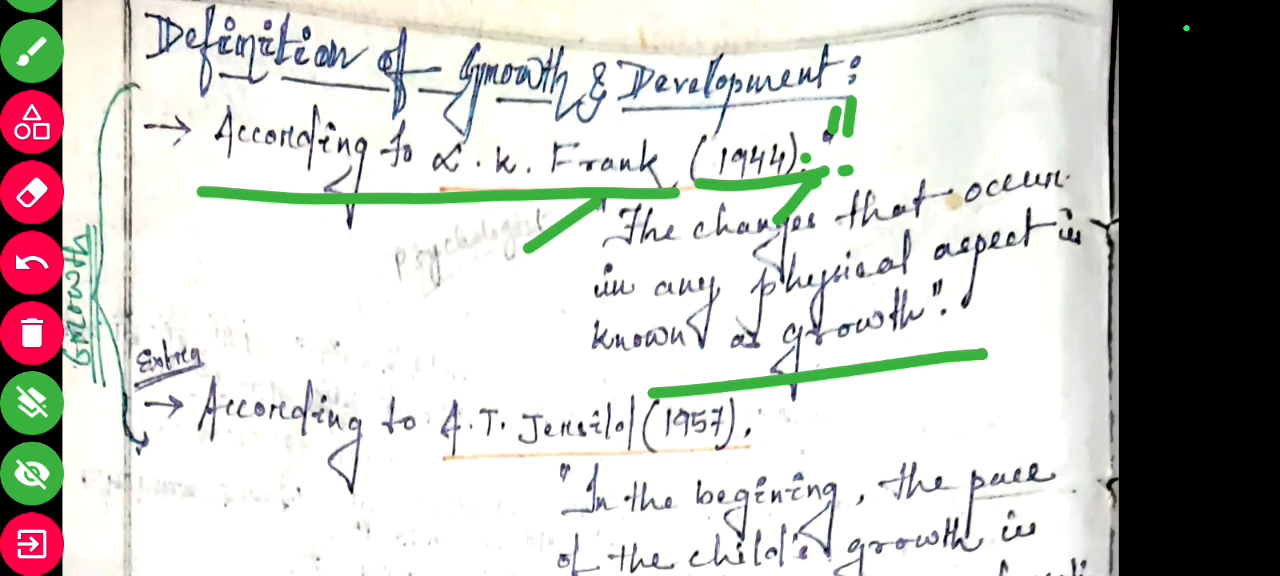 Definition of Growth & Development:
→ According to L. K. Frank (1944):"
Psychologist
"The changes that occur
in any physical aspect is
known as growth".
Growth
Extra
→ According to A. T. Jersild (1957),
"In the begining, the pace
of the child's growth is